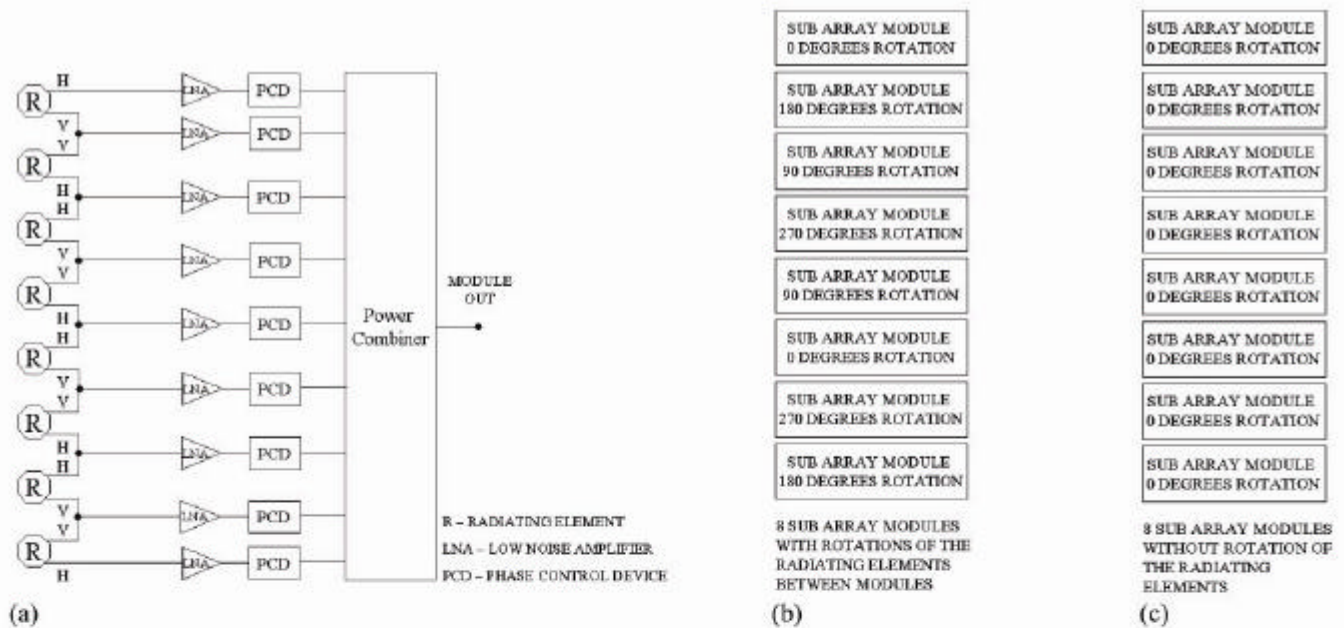 H
R
LNA PCD
V
V
LNA PCD
R
H
H
LNA PCD
R
V
V
LNA PCD
R
H
H
LNA PCD
R
V
V
LNA PCD
R
H
H
LNA PCD
R
V
V
LNA PCD
R
H
LNA PCD
Power
Combiner
MODULE
OUT
R – RADIATING ELEMENT
LNA – LOW NOISE AMPLIFIER
PCD – PHASE CONTROL DEVICE
(a)
SUB ARRAY MODULE
0 DEGREES ROTATION
SUB ARRAY MODULE
180 DEGREES ROTATION
SUB ARRAY MODULE
90 DEGREES ROTATION
SUB ARRAY MODULE
270 DEGREES ROTATION
SUB ARRAY MODULE
90 DEGREES ROTATION
SUB ARRAY MODULE
0 DEGREES ROTATION
SUB ARRAY MODULE
270 DEGREES ROTATION
SUB ARRAY MODULE
180 DEGREES ROTATION
8 SUB ARRAY MODULES
WITH ROTATIONS OF THE
RADIATING ELEMENTS
BETWEEN MODULES
(b)
SUB ARRAY MODULE
0 DEGREES ROTATION
SUB ARRAY MODULE
0 DEGREES ROTATION
SUB ARRAY MODULE
0 DEGREES ROTATION
SUB ARRAY MODULE
0 DEGREES ROTATION
SUB ARRAY MODULE
0 DEGREES ROTATION
SUB ARRAY MODULE
0 DEGREES ROTATION
SUB ARRAY MODULE
0 DEGREES ROTATION
SUB ARRAY MODULE
0 DEGREES ROTATION
8 SUB ARRAY MODULES
WITHOUT ROTATION OF
THE RADIATING
ELEMENTS
(c)